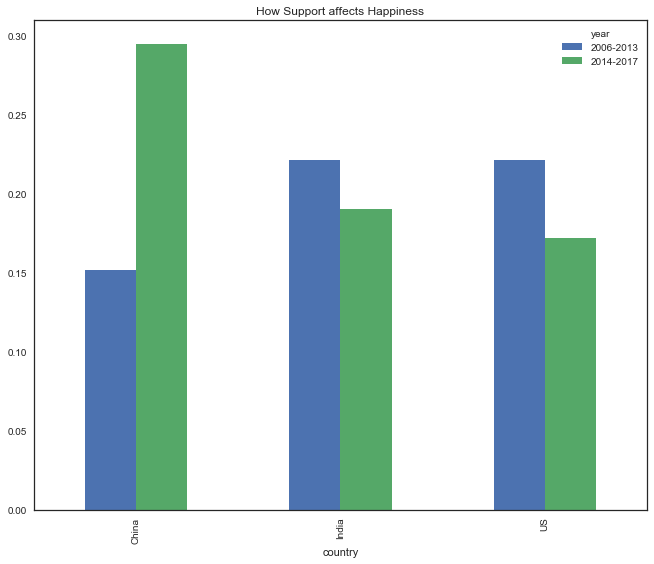 How Support affects Happiness
year
2006-2013
2014-2017
0.30
0.25
0.20
0.15
0.10
0.05
0.00
China
India
US
country